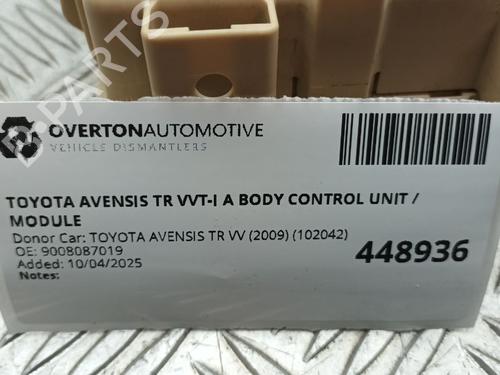 B-PARTS
OVERTONAUTOMOTIVE
VEHICLE DISMANTLERS
TOYOTA AVENSIS TR VVT-I A BODY CONTROL UNIT /
MODULE
Donor Car: TOYOTA AVENSIS TR VV (2009) (102042)
OE: 9008087019
Added: 10/04/2025
Notes:
448936